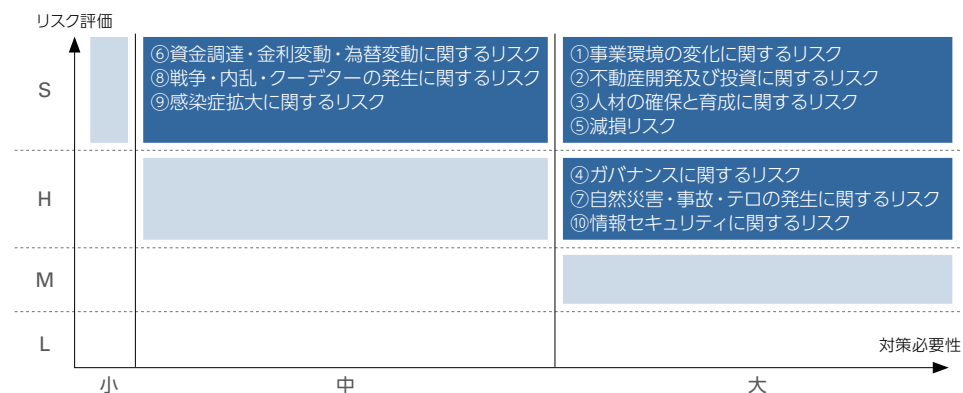 リスク評価
S
⑥資金調達・金利変動・為替変動に関するリスク
⑧戦争・内乱・クーデターの発生に関するリスク
⑨感染症拡大に関するリスク
①事業環境の変化に関するリスク
②不動産開発及び投資に関するリスク
③人材の確保と育成に関するリスク
⑤減損リスク
H
④ガバナンスに関するリスク
⑦自然災害・事故・テロの発生に関するリスク
⑩情報セキュリティに関するリスク
M
L
対策必要性
小
中
大